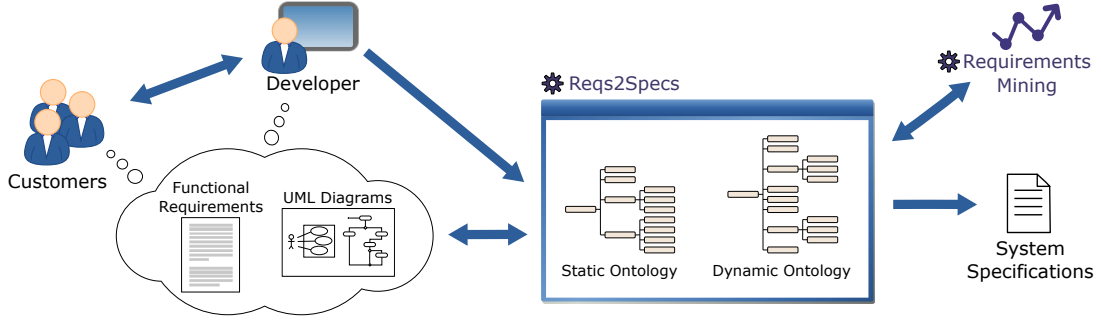 Developer
Customers
Functional
Requirements
UML Diagrams
Reqs2Specs
Static Ontology
Dynamic Ontology
Requirements
Mining
System
Specifications